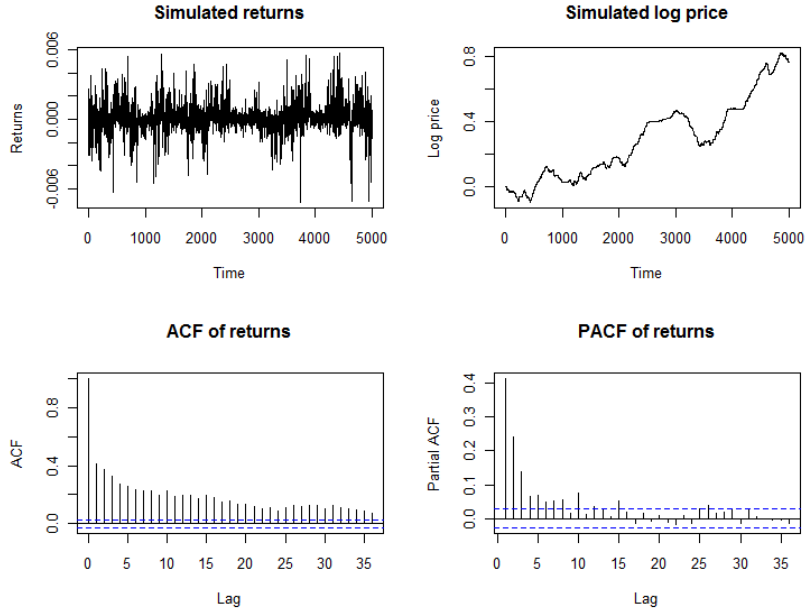 Simulated returns
Returns
0.006
0.000
-0.006
0 1000 2000 3000 4000 5000
Time
Simulated log price
Log price
0.8
0.4
0.0
0 1000 2000 3000 4000 5000
Time
ACF of returns
ACF
0.8
0.4
0.0
0 5 10 15 20 25 30 35
Lag
PACF of returns
Partial ACF
0.4
0.3
0.2
0.1
0.0
0 5 10 15 20 25 30 35
Lag